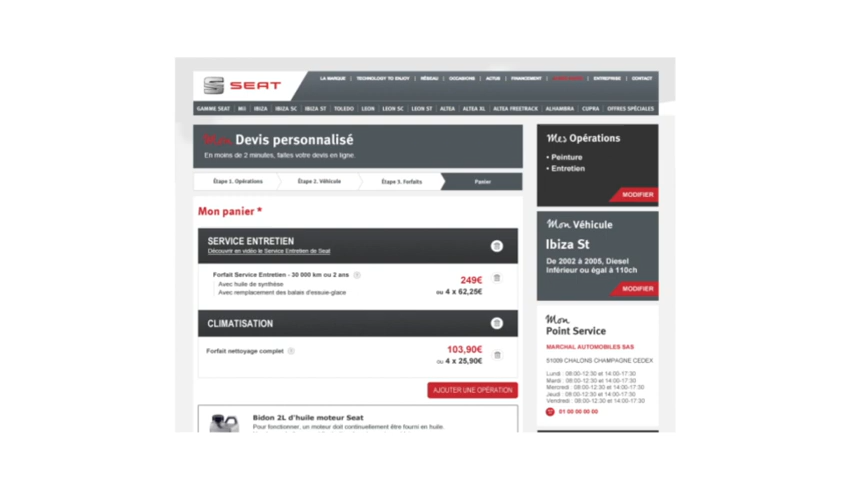 SEAT
LA MARQUE | TECHNOLOGY TO ENJOY | RÉSEAU | OCCASIONS | ACTUS | FINANCEMENT | | ENTREPRISE | CONTACT
GAMME SEAT | MII | IBIZA | IBIZA SC | IBIZA ST | TOLEDO | LEON | LEON SC | LEON ST | ALTEA | ALTEA XL | ALTEA FREETRACK | ALHAMBRA | CUPRA | OFFRES SPÉCIALES
Mon Devis personnalisé
En moins de 2 minutes, faites votre devis en ligne.
Étape 1. Opérations
Étape 2. Véhicule
Étape 3. Forfaits
Panier
Mon panier *
SERVICE ENTRETIEN
Découvrir en vidéo le Service Entretien de Seat
Forfait Service Entretien - 30 000 km ou 2 ans
Avec huile de synthèse
Avec remplacement des balais d'essuie-glace
249€
ou 4 x 62,25€
CLIMATISATION
Forfait nettoyage complet
103,90€
ou 4 x 25,90€
AJOUTER UNE OPÉRATION
Bidon 2L d'huile moteur Seat
Pour fonctionner, un moteur doit continuellement être fourni en huile.
Mes Opérations
• Peinture
• Entretien
MODIFIER
Mon Véhicule
Ibiza St
De 2002 à 2005, Diesel
Inférieur ou égal à 110ch
MODIFIER
Mon
Point Service
MARCHAL AUTOMOBILES SAS
51009 CHALONS CHAMPAGNE CEDEX
Lundi : 08:00-12:30 et 14:00-17:30
Mardi : 08:00-12:30 et 14:00-17:30
Mercredi : 08:00-12:30 et 14:00-17:30
Jeudi : 08:00-12:30 et 14:00-17:30
Vendredi : 08:00-12:30 et 14:00-17:30
01 00 00 00 00